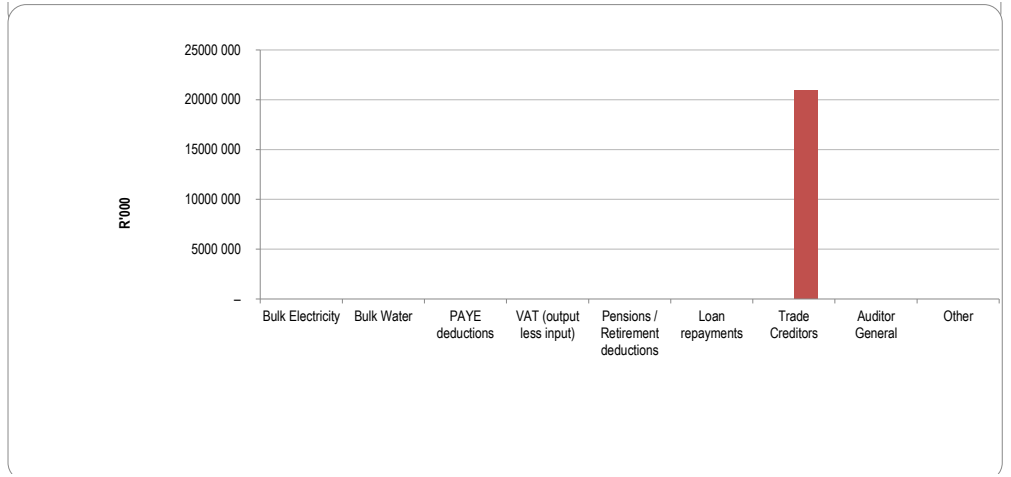 25000 000
20000 000
15000 000
10000 000
5000 000
–
R'000
Bulk Electricity
Bulk Water
PAYE
deductions
VAT (output
less input)
Pensions /
Retirement
deductions
Loan
repayments
Trade
Creditors
Auditor
General
Other